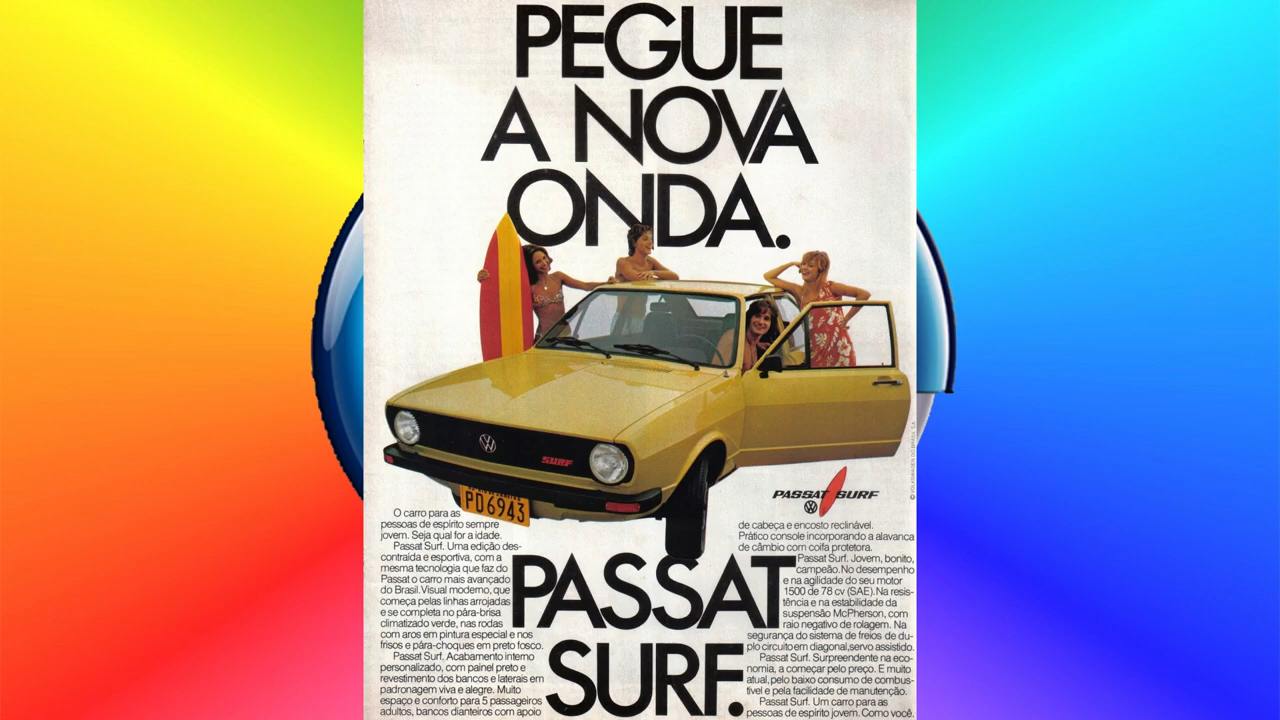 PEGUE
A NOVA
ONDA.
SURF
PD6943
PASSAT SURF
© VOLKSWAGEN DO BRASIL S.A.
O carro para as
pessoas de espírito sempre
jovem. Seja qual for a idade.
Passat Surf. Uma edição des-
contraída e esportiva, com a
mesma tecnologia que faz do
Passat o carro mais avançado
do Brasil. Visual moderno, que
começa pelas linhas arrojadas
e se completa no pára-brisa
climatizado verde, nas rodas
com aros em pintura especial e nos
frisos e pára-choques em preto fosco.
Passat Surf. Acabamento interno
personalizado, com painel preto e
revestimento dos bancos e laterais em
padronagem viva e alegre. Muito
espaço e conforto para 5 passageiros
adultos, bancos dianteiros com apoio
de cabeça e encosto reclinável.
Prático console incorporando a alavanca
de câmbio com coifa protetora.
Passat Surf. Jovem, bonito,
campeão. No desempenho
e na agilidade do seu motor
1500 de 78 cv (SAE). Na resis-
tência e na estabilidade da
suspensão McPherson, com
raio negativo de rolagem. Na
segurança do sistema de freios de du-
plo circuito em diagonal, servo assistido.
Passat Surf. Surpreendente na eco-
nomia, a começar pelo preço. E muito
atual, pelo baixo consumo de combus-
tível e pela facilidade de manutenção.
Passat Surf. Um carro para as
pessoas de espírito jovem. Como você.
PASSAT
SURF.